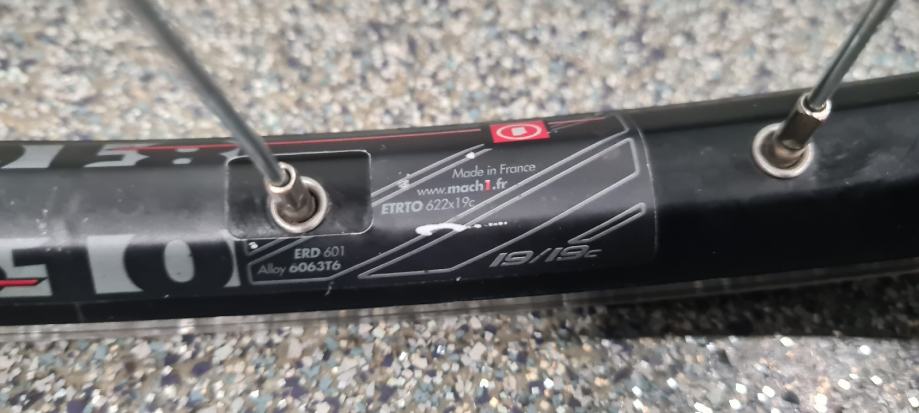 Made in France
www.mach1.fr
ETRTO 622x19c
ERD 601
Alloy 6063T6
19/19c